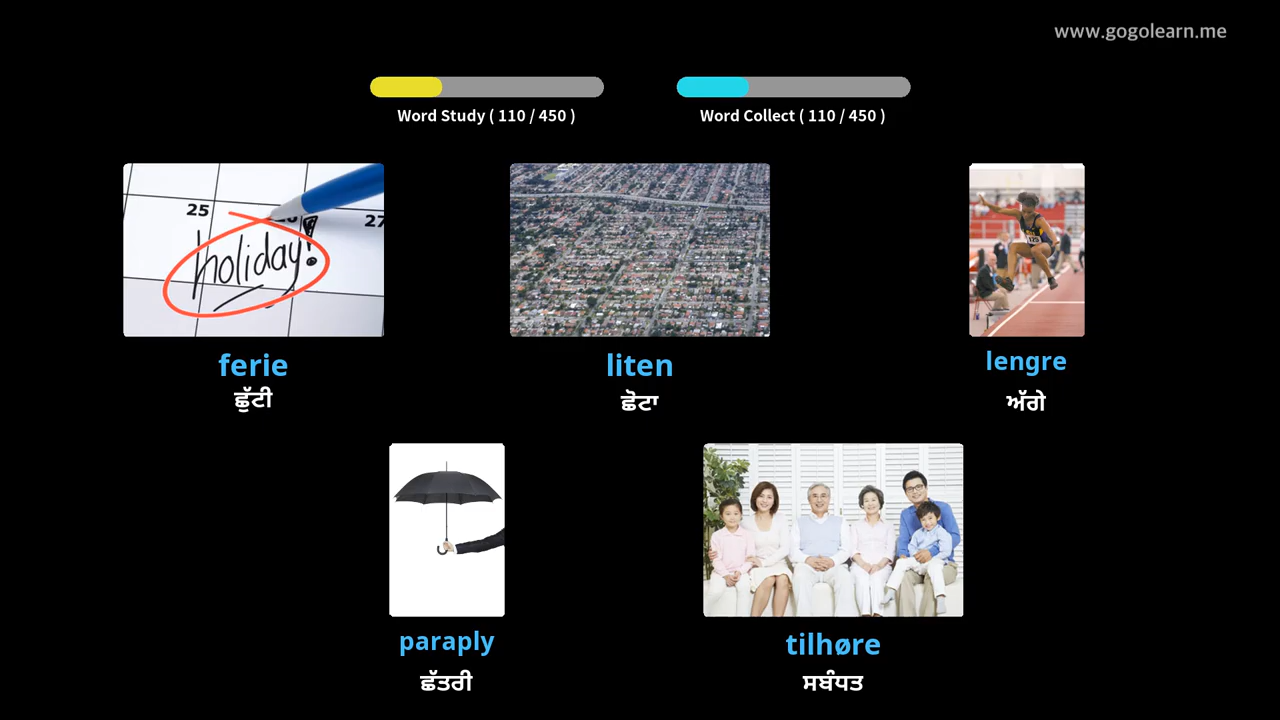 www.gogolearn.me
Word Study ( 110 / 450 )
Word Collect ( 110 / 450 )
25
27
holiday!
ferie
ਛੁੱਟੀ
liten
ਛੋਟਾ
lengre
ਅੱਗੇ
paraply
ਛੱਤਰੀ
tilhøre
ਸਬੰਧਤ